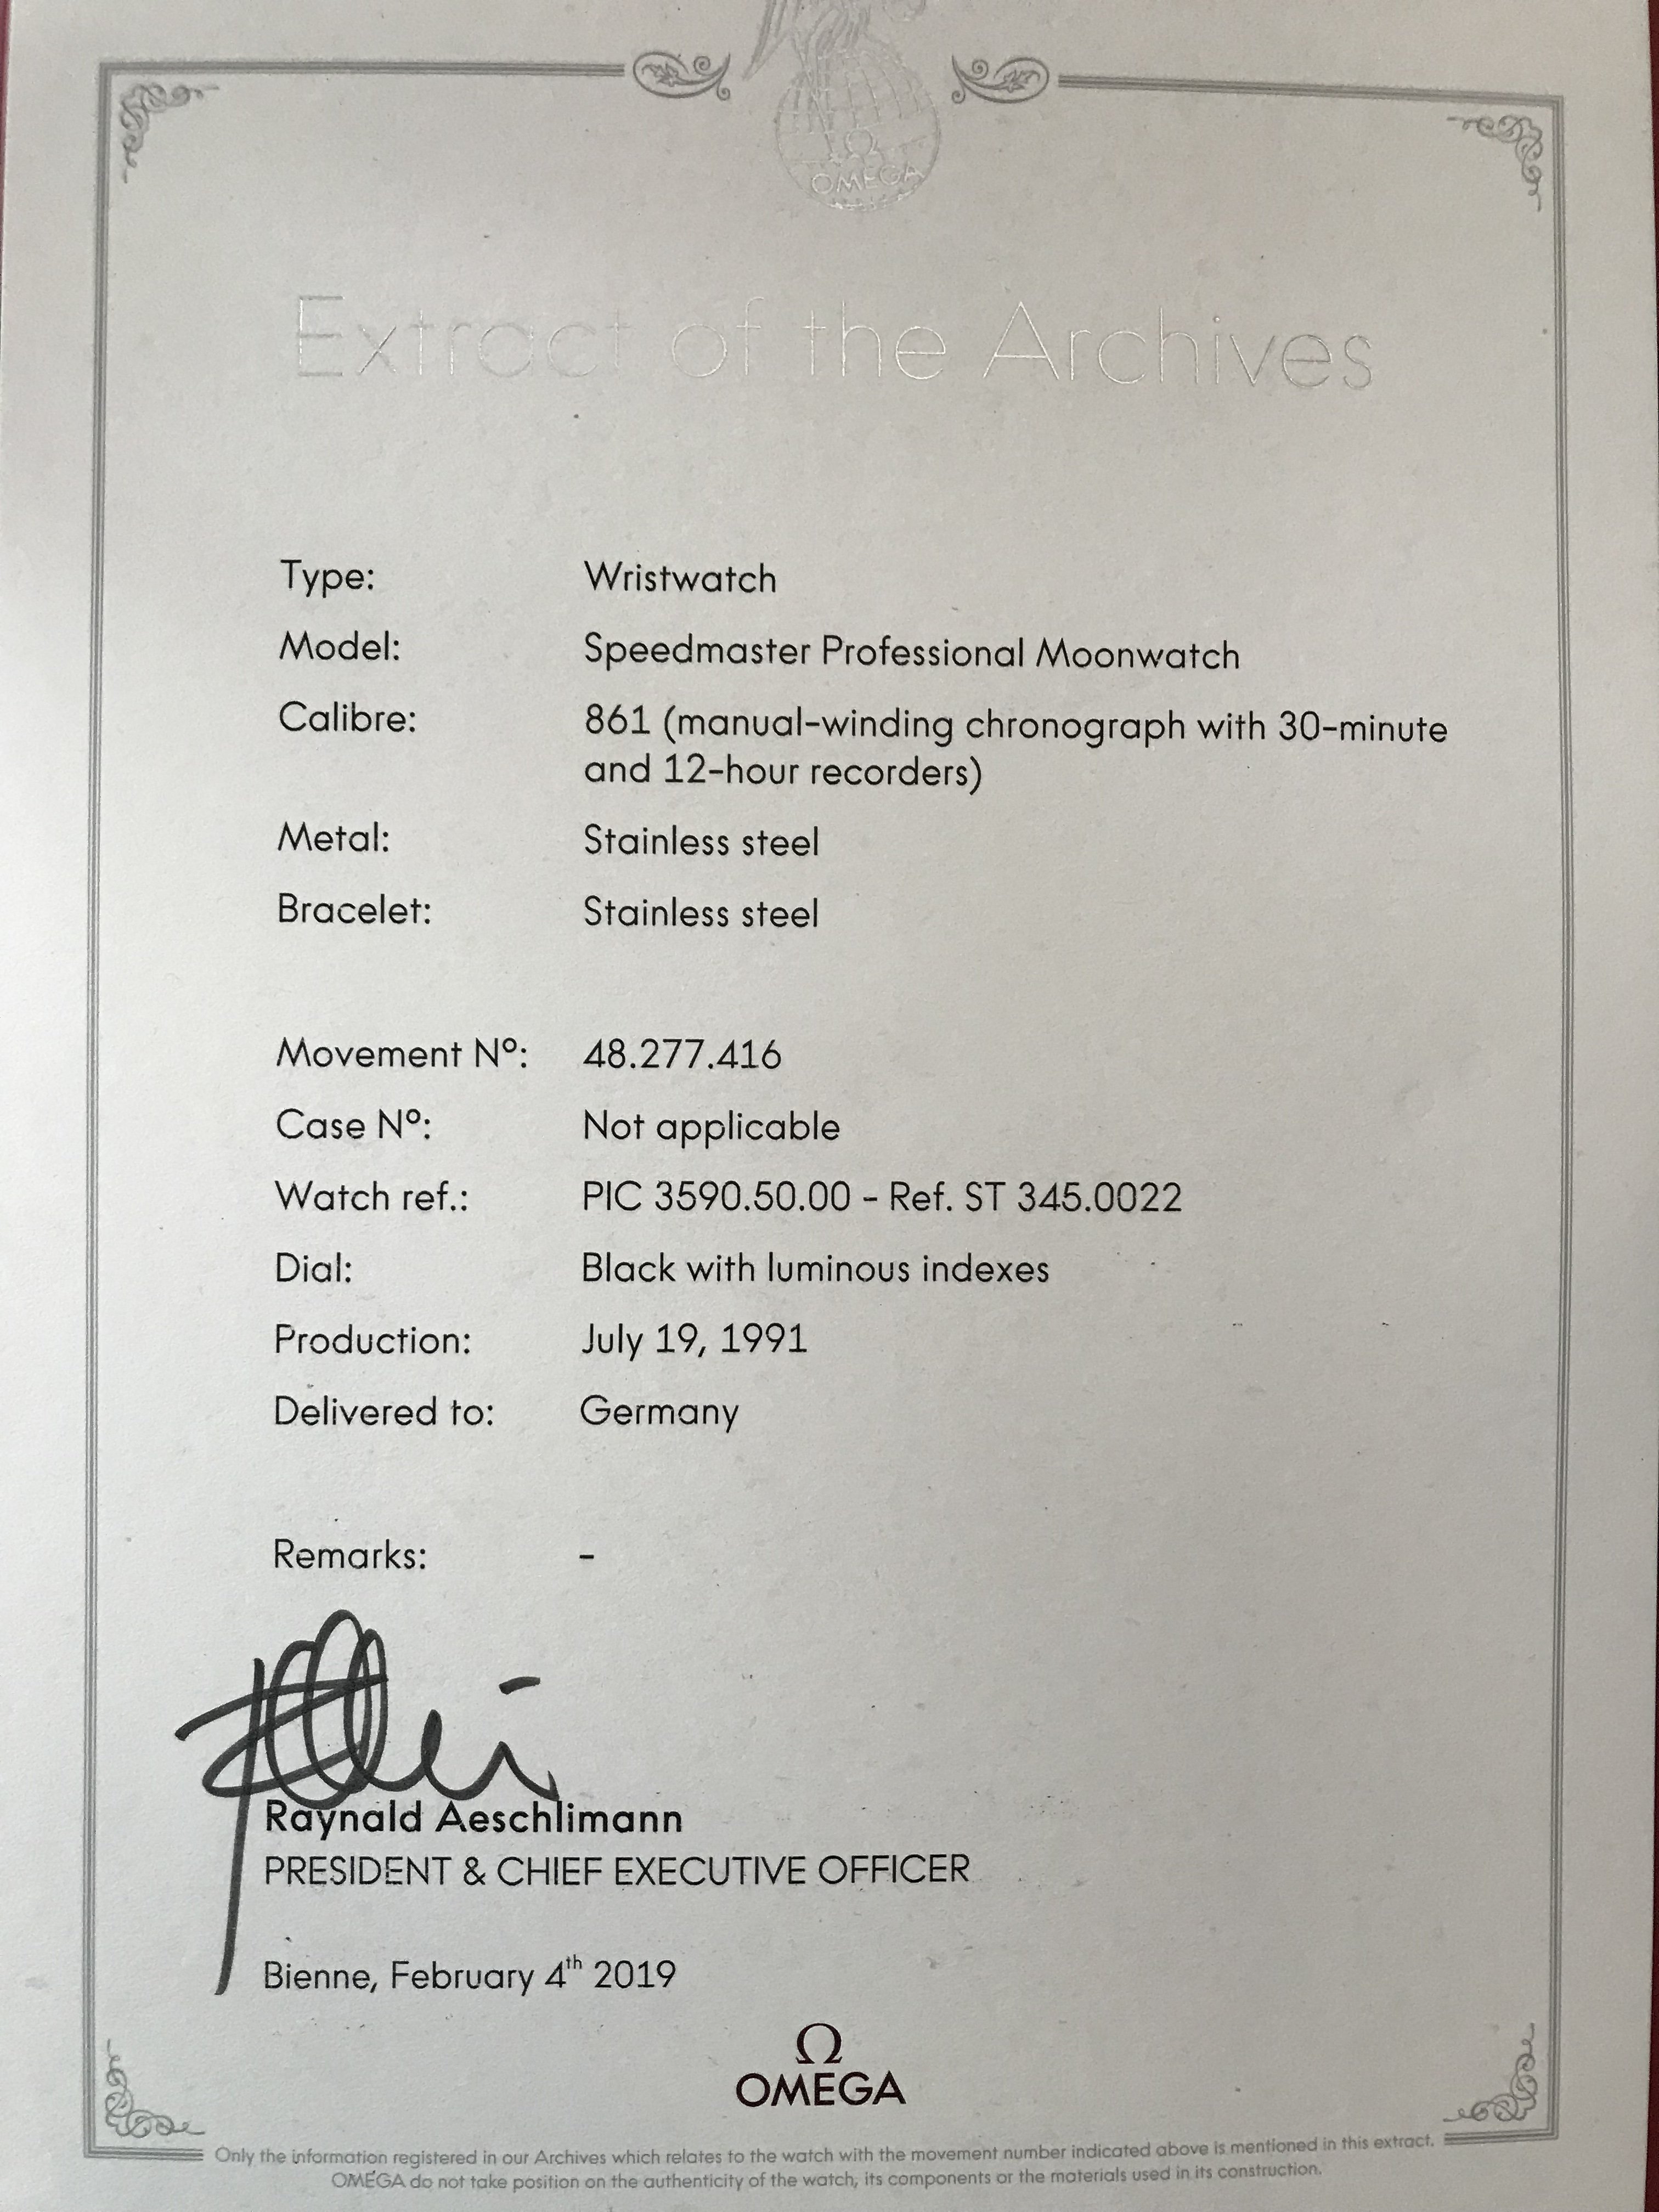 Ω
OMEGA
Extract of the Archives
Type: Wristwatch
Model: Speedmaster Professional Moonwatch
Calibre: 861 (manual-winding chronograph with 30-minute
and 12-hour recorders)
Metal: Stainless steel
Bracelet: Stainless steel
Movement Nº: 48.277.416
Case Nº: Not applicable
Watch ref.: PIC 3590.50.00 - Ref. ST 345.0022
Dial: Black with luminous indexes
Production: July 19, 1991
Delivered to: Germany
Remarks: -
Raynald Aeschlimann
PRESIDENT & CHIEF EXECUTIVE OFFICER
Bienne, February 4th 2019
Ω
OMEGA
Only the information registered in our Archives which relates to the watch with the movement number indicated above is mentioned in this extract.
OMEGA do not take position on the authenticity of the watch, its components or the materials used in its construction.